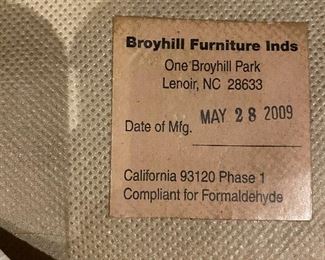 Broyhill Furniture Inds
One Broyhill Park
Lenoir, NC 28633
Date of Mfg. MAY 28 2009
California 93120 Phase 1
Compliant for Formaldehyde